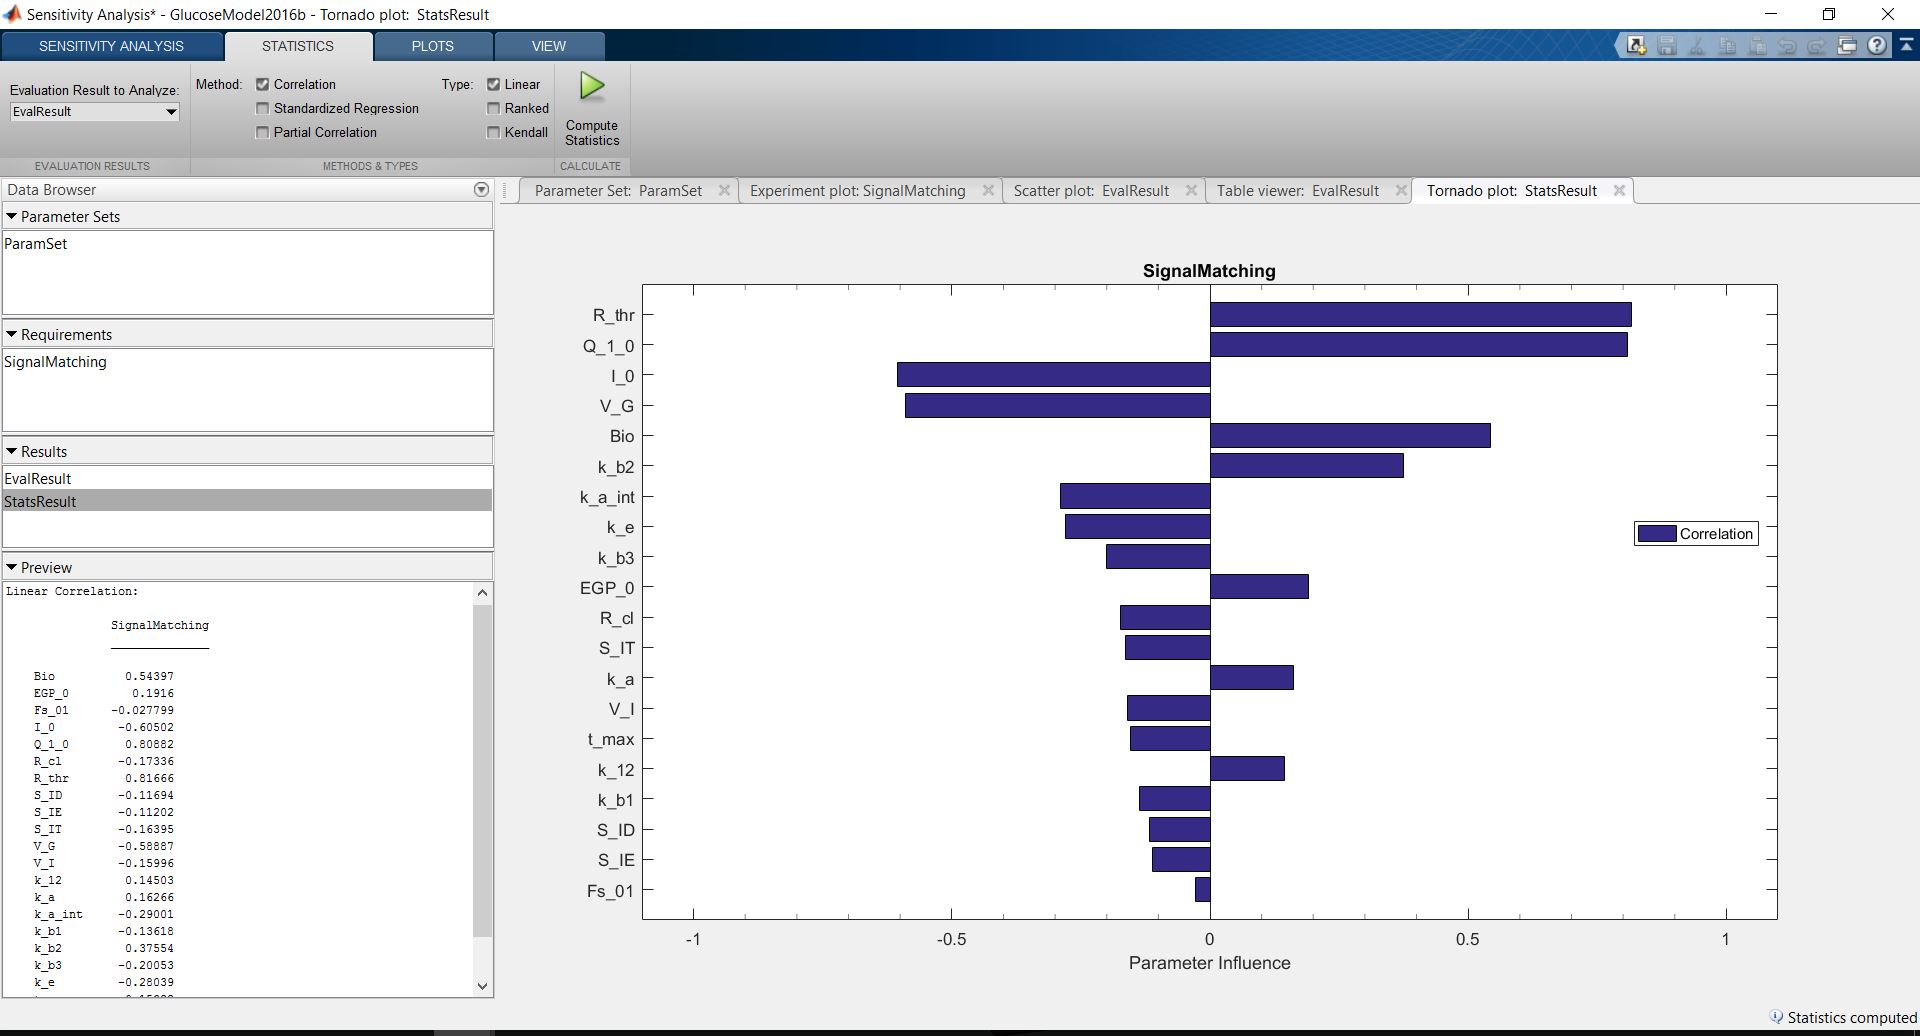 Sensitivity Analysis* - GlucoseModel2016b - Tornado plot: StatsResult
SENSITIVITY ANALYSIS
STATISTICS
PLOTS
VIEW
Evaluation Result to Analyze:
EvalResult
EVALUATION RESULTS
Method:
Correlation
Standardized Regression
Partial Correlation
Type:
Linear
Ranked
Kendall
METHODS & TYPES
Compute
Statistics
CALCULATE
Data Browser
Parameter Sets
ParamSet
Requirements
SignalMatching
Results
EvalResult
StatsResult
Preview
Linear Correlation:
SignalMatching
Bio 0.54397
EGP_0 0.1916
Fs_01 -0.027799
I_0 -0.60502
Q_1_0 0.80882
R_cl -0.17336
R_thr 0.81666
S_ID -0.11694
S_IE -0.11202
S_IT -0.16395
V_G -0.58887
V_I -0.15996
k_12 0.14503
k_a 0.16266
k_a_int -0.29001
k_b1 -0.13618
k_b2 0.37554
k_b3 -0.20053
k_e -0.28039
Parameter Set: ParamSet
Experiment plot: SignalMatching
Scatter plot: EvalResult
Table viewer: EvalResult
Tornado plot: StatsResult
SignalMatching
R_thr
Q_1_0
I_0
V_G
Bio
k_b2
k_a_int
k_e
k_b3
EGP_0
R_cl
S_IT
k_a
V_I
t_max
k_12
k_b1
S_ID
S_IE
Fs_01
Correlation
-1 -0.5 0 0.5 1
Parameter Influence
Statistics computed